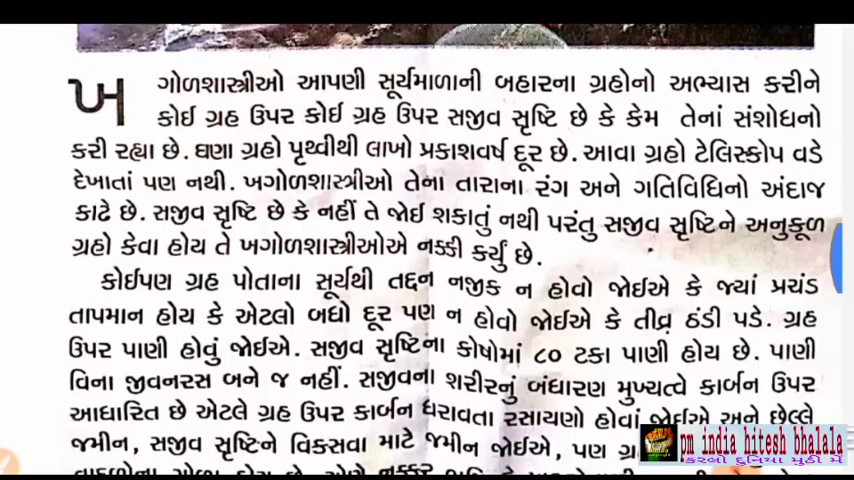 ખગોળશાસ્ત્રીઓ આપણી સૂર્યમાળાની બહારના ગ્રહોનો અભ્યાસ કરીને
કોઈ ગ્રહ ઉપર કોઈ ગ્રહ ઉપર સજીવ સૃષ્ટિ છે કે કેમ તેનાં સંશોધનો
કરી રહ્યા છે. ઘણા ગ્રહો પૃથ્વીથી લાખો પ્રકાશવર્ષ દૂર છે. આવા ગ્રહો ટેલિસ્કોપ વડે
દેખાતાં પણ નથી. ખગોળશાસ્ત્રીઓ તેના તારાના રંગ અને ગતિવિધિનો અંદાજ
કાઢે છે. સજીવ સૃષ્ટિ છે કે નહીં તે જોઈ શકાતું નથી પરંતુ સજીવ સૃષ્ટિને અનુકૂળ
ગ્રહો કેવા હોય તે ખગોળશાસ્ત્રીઓએ નક્કી કર્યું છે.
કોઈપણ ગ્રહ પોતાના સૂર્યથી તદ્દન નજીક ન હોવો જોઈએ કે જ્યાં પ્રચંડ
તાપમાન હોય કે એટલો બધો દૂર પણ ન હોવો જોઈએ કે તીવ્ર ઠંડી પડે. ગ્રહ
ઉપર પાણી હોવું જોઈએ. સજીવ સૃષ્ટિના કોષોમાં ૮૦ ટકા પાણી હોય છે. પાણી
વિના જીવનરસ બને જ નહીં. સજીવના શરીરનું બંધારણ મુખ્યત્વે કાર્બન ઉપર
આધારિત છે એટલે ગ્રહ ઉપર કાર્બન ધરાવતા રસાયણો હોવાં જોઈએ અને છેલ્લે
જમીન, સજીવ સૃષ્ટિને વિકસવા માટે જમીન જોઈએ, પણ
pm india hitesh bhalala
કરલો દુનિયા મુઠી મેં